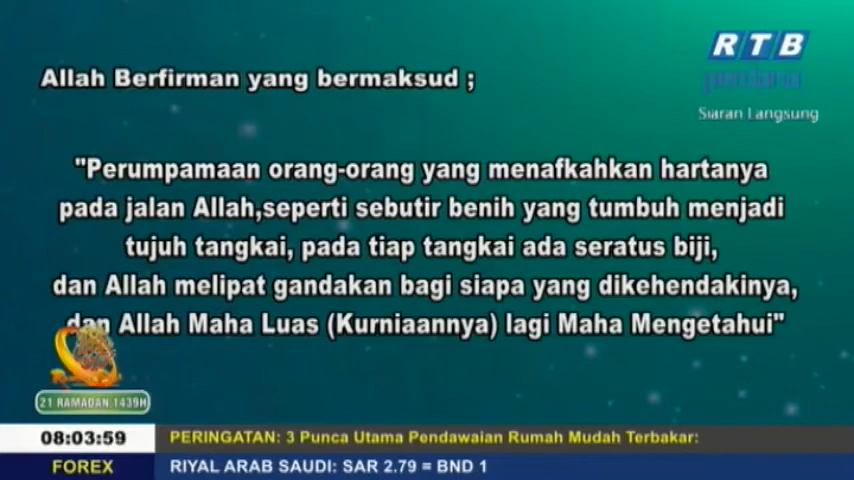 RTB
perdana
Siaran Langsung
Allah Berfirman yang bermaksud ;
"Perumpamaan orang-orang yang menafkahkan hartanya
pada jalan Allah,seperti sebutir benih yang tumbuh menjadi
tujuh tangkai, pada tiap tangkai ada seratus biji,
dan Allah melipat gandakan bagi siapa yang dikehendakinya,
dan Allah Maha Luas (Kurniaannya) lagi Maha Mengetahui"
21 RAMADAN 1439H
08:03:59
PERINGATAN: 3 Punca Utama Pendawaian Rumah Mudah Terbakar:
FOREX
RIYAL ARAB SAUDI: SAR 2.79 = BND 1